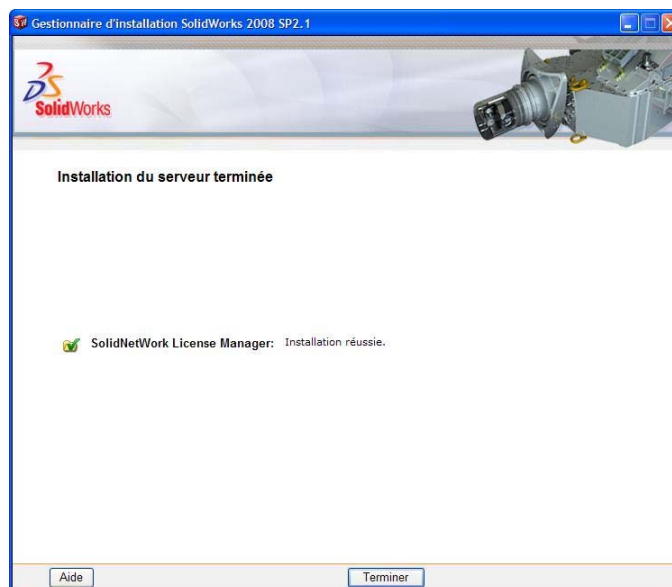 Gestionnaire d'installation SolidWorks 2008 SP2.1
SolidWorks
Installation du serveur terminée
SolidNetWork License Manager: Installation réussie.
Aide Terminer